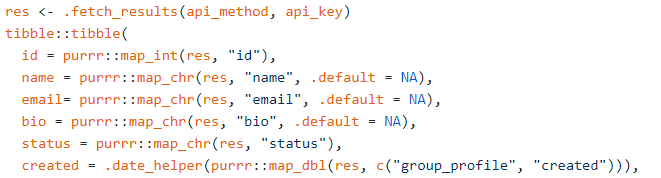 res <- .fetch_results(api_method, api_key)
tibble::tibble(
  id = purrr::map_int(res, "id"),
  name = purrr::map_chr(res, "name", .default = NA),
  email= purrr::map_chr(res, "email", .default = NA),
  bio = purrr::map_chr(res, "bio", .default = NA),
  status = purrr::map_chr(res, "status"),
  created = .date_helper(purrr::map_dbl(res, c("group_profile", "created"))),